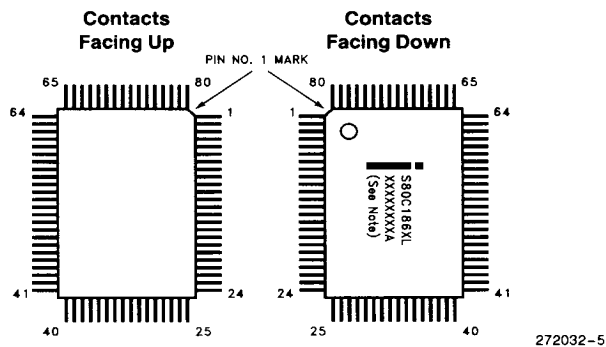 Contacts
Facing Up
Contacts
Facing Down
PIN NO. 1 MARK
65
80
80
65
64
1
1
64
S80C186XL
XXXXXXXXA
(See Note)
41
24
24
41
40
25
25
40
272032-5